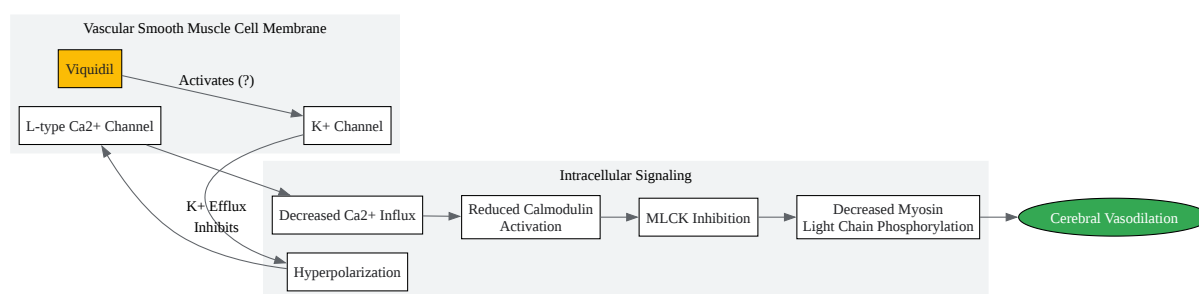 Vascular Smooth Muscle Cell Membrane
Viquidil
Activates (?)
L-type Ca2+ Channel
K+ Channel
Intracellular Signaling
K+ Efflux
Inhibits
Decreased Ca2+ Influx
Reduced Calmodulin
Activation
MLCK Inhibition
Decreased Myosin
Light Chain Phosphorylation
Cerebral Vasodilation
Hyperpolarization